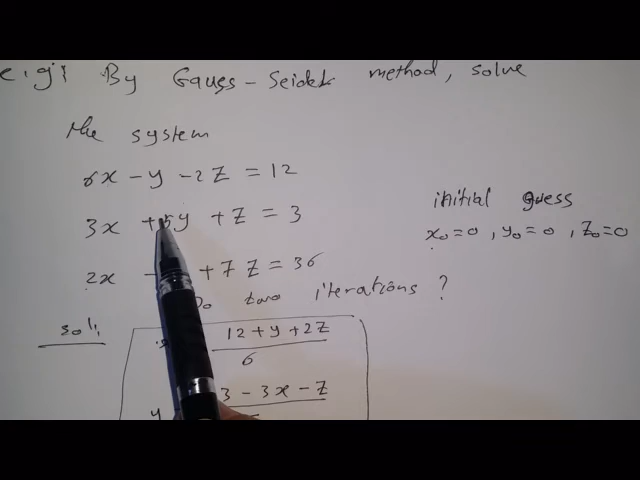 e.g: By Gauss-Seidel method, solve
the system
6x - y - 2z = 12
3x + 5y + z = 3
2x - + 7z = 36
initial guess
x₀=0, y₀=0, z₀=0
two iterations ?
sol:
12 + y + 2z
6
3 - 3x - z
y